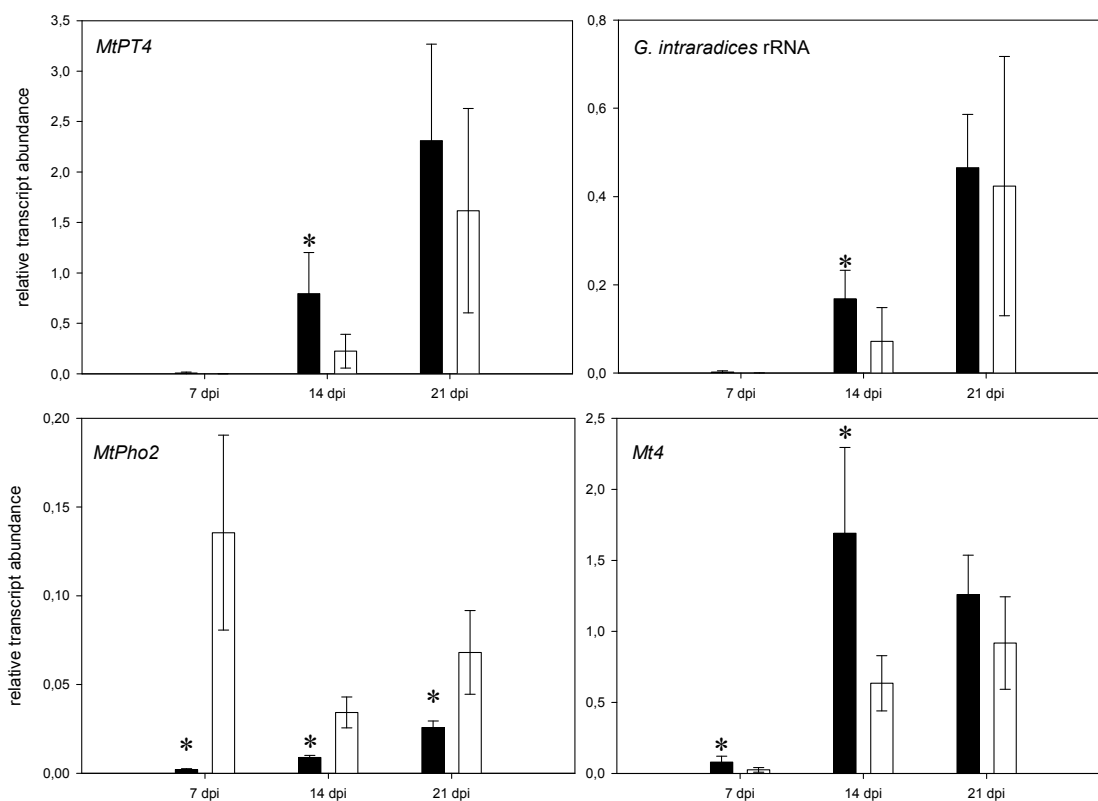 MtPT4
relative transcript abundance
3,5
3,0
2,5
2,0
1,5
1,0
0,5
0,0
*
7 dpi
14 dpi
21 dpi
G. intraradices rRNA
0,8
0,6
0,4
0,2
0,0
*
7 dpi
14 dpi
21 dpi
MtPho2
relative transcript abundance
0,20
0,15
0,10
0,05
0,00
*
*
*
7 dpi
14 dpi
21 dpi
Mt4
2,5
2,0
1,5
1,0
0,5
0,0
*
*
7 dpi
14 dpi
21 dpi